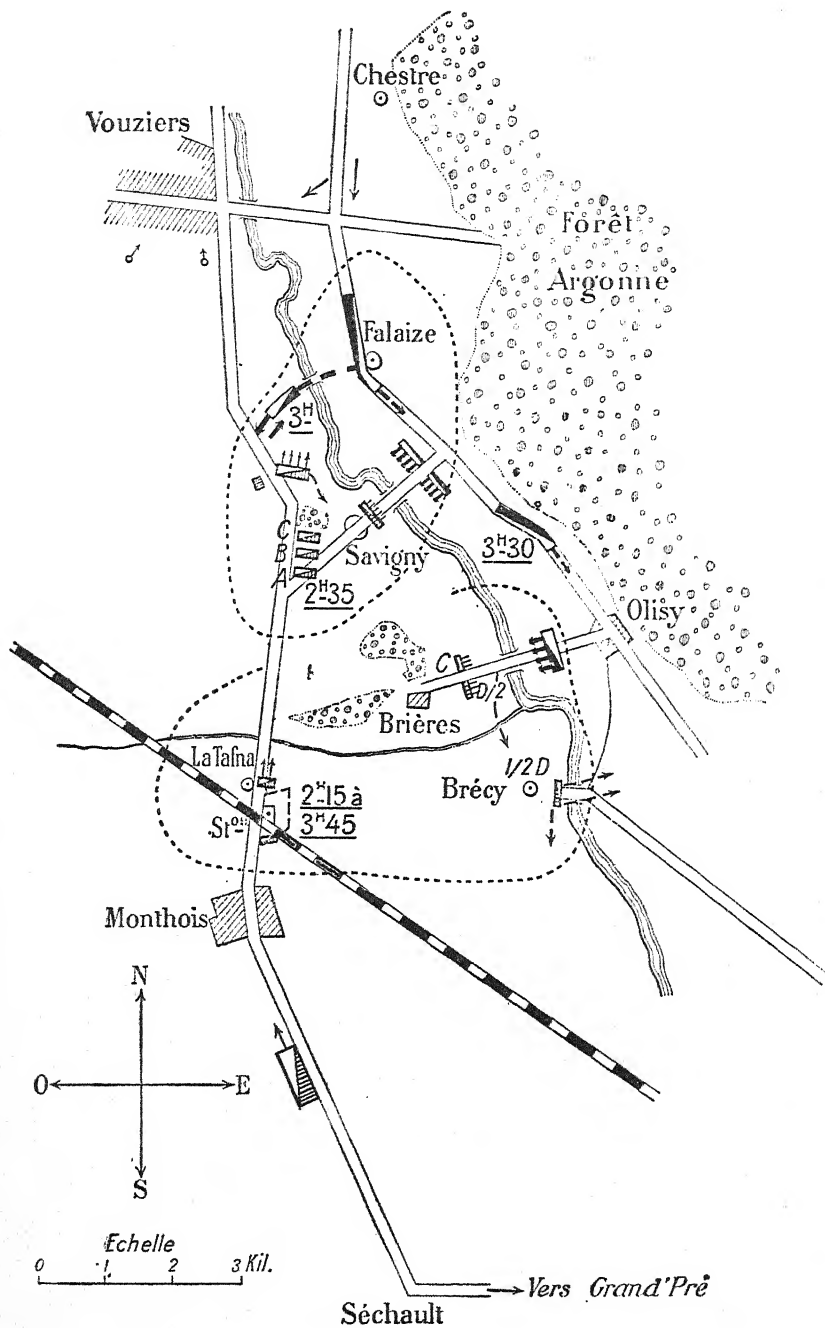 Chestre
Vouziers
Forêt
Argonne
Falaize
3ᴴ
C
B
A
Savigny
2ᴴ35
3ᴴ30
Olisy
C
D/2
Brières
La Tafna
2ᴴ15 à
3ᴴ45
Sᵗᵒⁿ
1/2 D
Brécy
Monthois
N
O
E
S
Echelle
0 1 2 3 Kil.
Vers Grand'Pré
Séchault